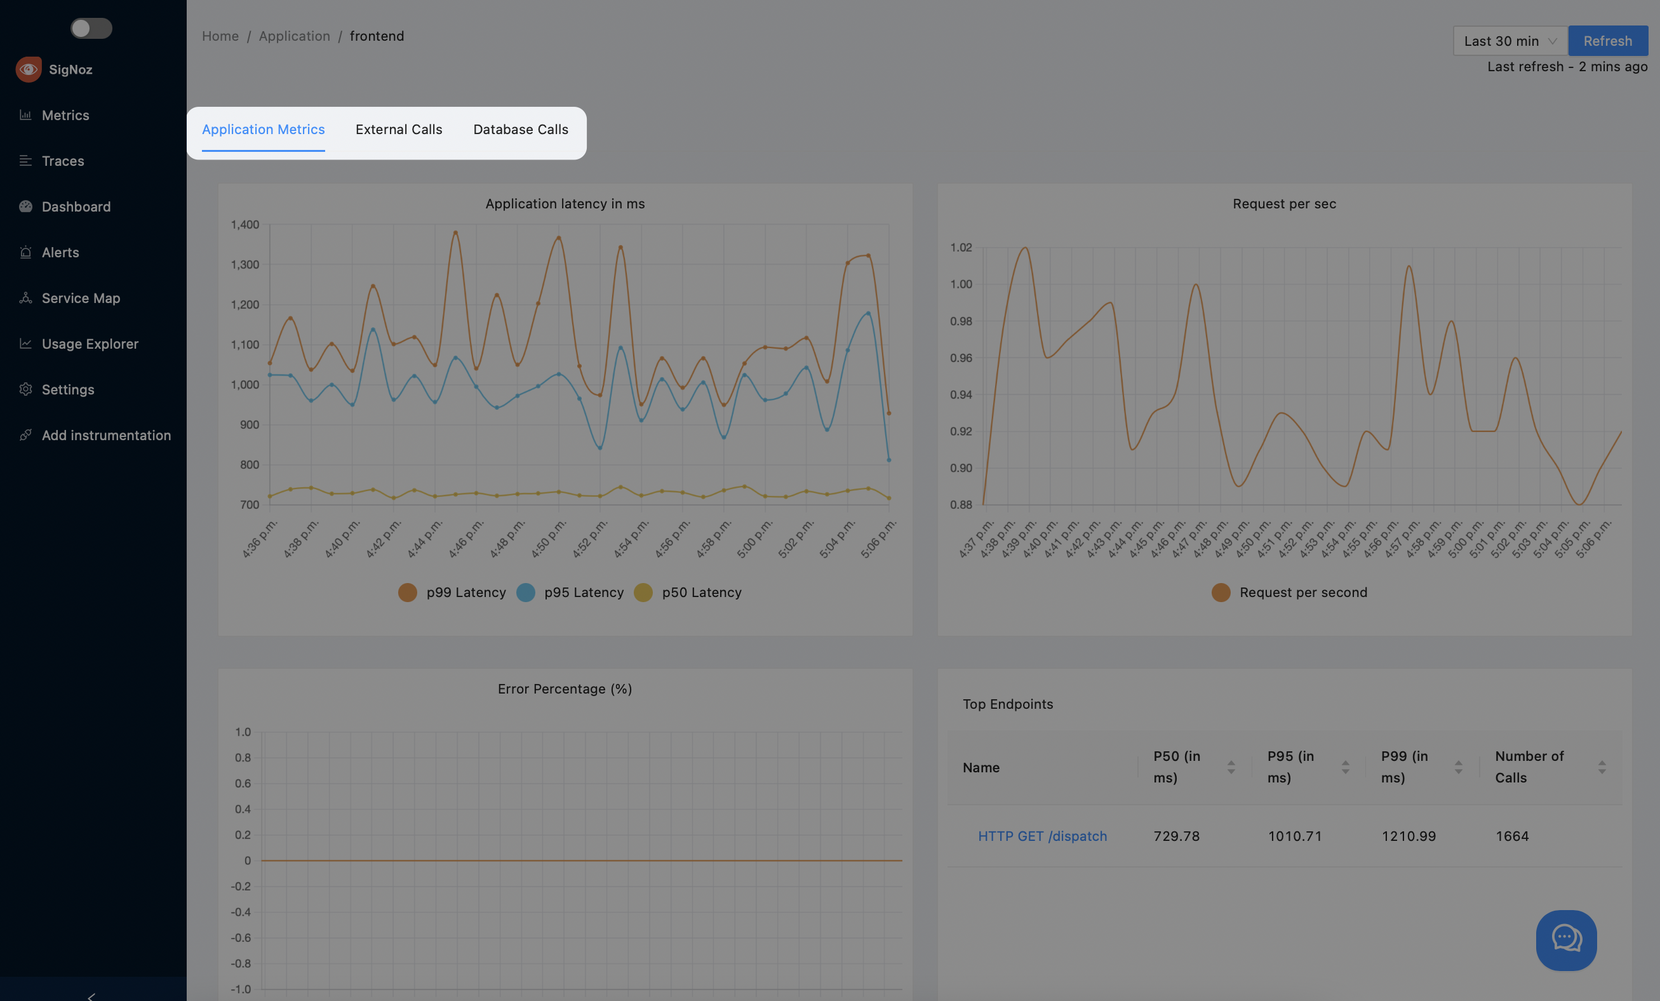 SigNoz
Metrics
Traces
Dashboard
Alerts
Service Map
Usage Explorer
Settings
Add instrumentation
Home / Application / frontend
Last 30 min
Refresh
Last refresh - 2 mins ago
Application Metrics
External Calls
Database Calls
Application latency in ms
1,400
1,300
1,200
1,100
1,000
900
800
700
4:36 p.m.
4:38 p.m.
4:40 p.m.
4:42 p.m.
4:44 p.m.
4:46 p.m.
4:48 p.m.
4:50 p.m.
4:52 p.m.
4:54 p.m.
4:56 p.m.
4:58 p.m.
5:00 p.m.
5:02 p.m.
5:04 p.m.
5:06 p.m.
p99 Latency
p95 Latency
p50 Latency
Request per sec
1.02
1.00
0.98
0.96
0.94
0.92
0.90
0.88
4:37 p.m.
4:38 p.m.
4:39 p.m.
4:40 p.m.
4:41 p.m.
4:42 p.m.
4:43 p.m.
4:44 p.m.
4:45 p.m.
4:46 p.m.
4:47 p.m.
4:48 p.m.
4:49 p.m.
4:50 p.m.
4:51 p.m.
4:52 p.m.
4:53 p.m.
4:54 p.m.
4:55 p.m.
4:56 p.m.
4:57 p.m.
4:58 p.m.
4:59 p.m.
5:00 p.m.
5:01 p.m.
5:02 p.m.
5:03 p.m.
5:04 p.m.
5:05 p.m.
5:06 p.m.
Request per second
Error Percentage (%)
1.0
0.8
0.6
0.4
0.2
0
-0.2
-0.4
-0.6
-0.8
-1.0
Top Endpoints
Name
P50 (in
ms)
P95 (in
ms)
P99 (in
ms)
Number of
Calls
HTTP GET /dispatch
729.78
1010.71
1210.99
1664